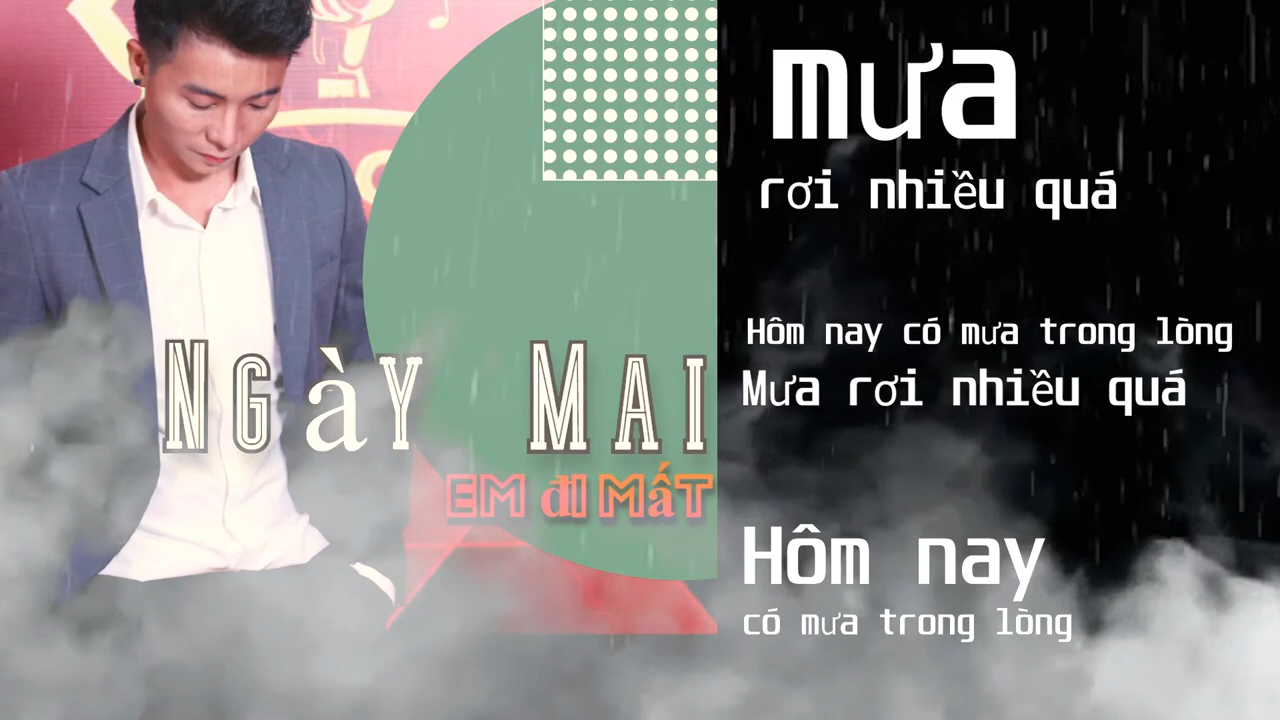 Ngày Mai
Em đi mất
mưa
rơi nhiều quá
Hôm nay có mưa trong lòng
Mưa rơi nhiều quá
Hôm nay
có mưa trong lòng